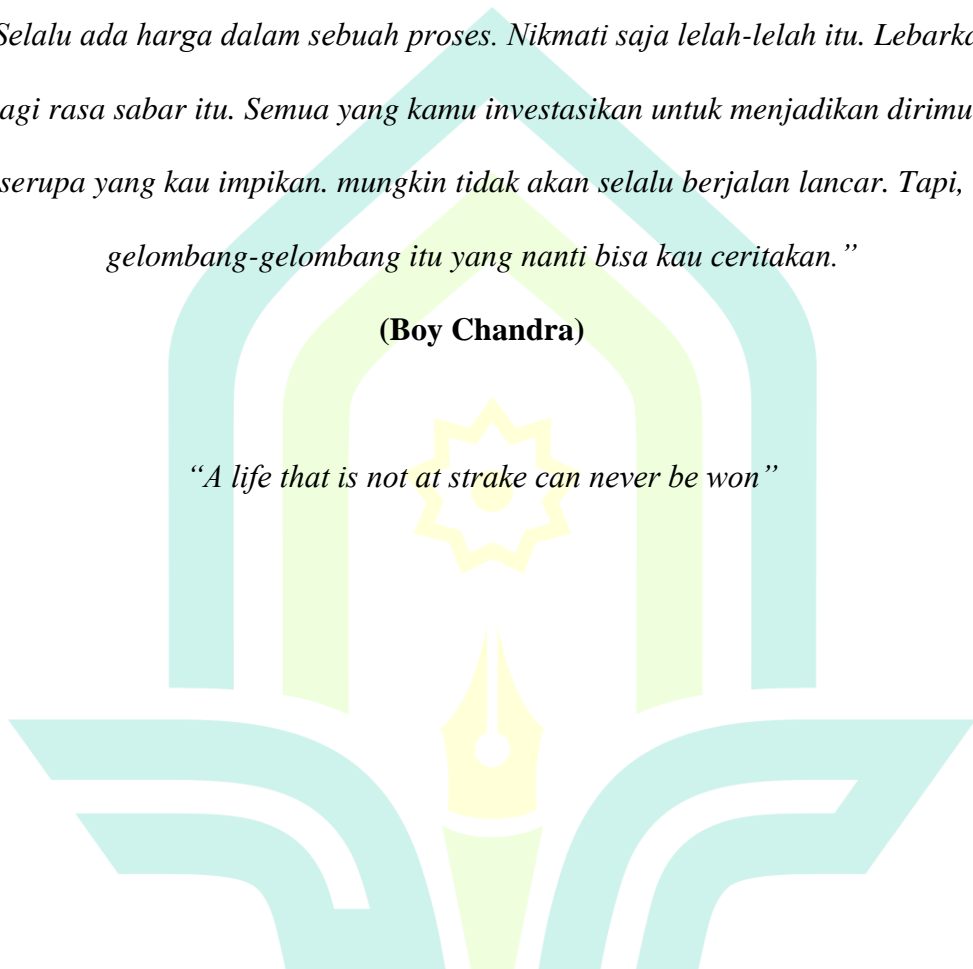 Selalu ada harga dalam sebuah proses. Nikmati saja lelah-lelah itu. Lebarka
agi rasa sabar itu. Semua yang kamu investasikan untuk menjadikan dirimu
serupa yang kau impikan. mungkin tidak akan selalu berjalan lancar. Tapi,
gelombang-gelombang itu yang nanti bisa kau ceritakan.”
(Boy Chandra)
“A life that is not at strake can never be won”